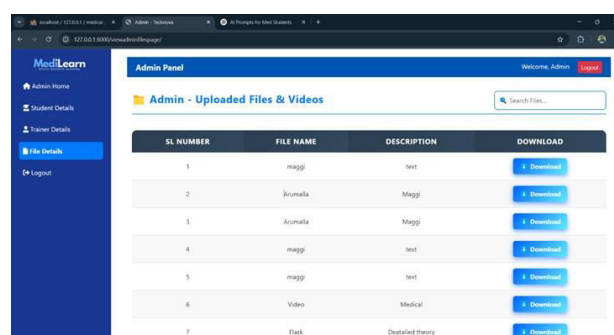 localhost / 127.0.0.1 / medical_
Admin - Technova
AI Prompts for Med Students
127.0.0.1:8000/viewadminfilespage/
MediLearn
Admin Panel
Welcome, Admin
Logout
Admin Home
Student Details
Trainer Details
File Details
Logout
Admin - Uploaded Files & Videos
Search Files...
SL NUMBER FILE NAME DESCRIPTION DOWNLOAD
1 maggi text Download
2 Arumalla Maggi Download
3 Arumalla Maggi Download
4 maggi text Download
5 maggi text Download
6 Video Medical Download
7 Flask Deatailed theory Download